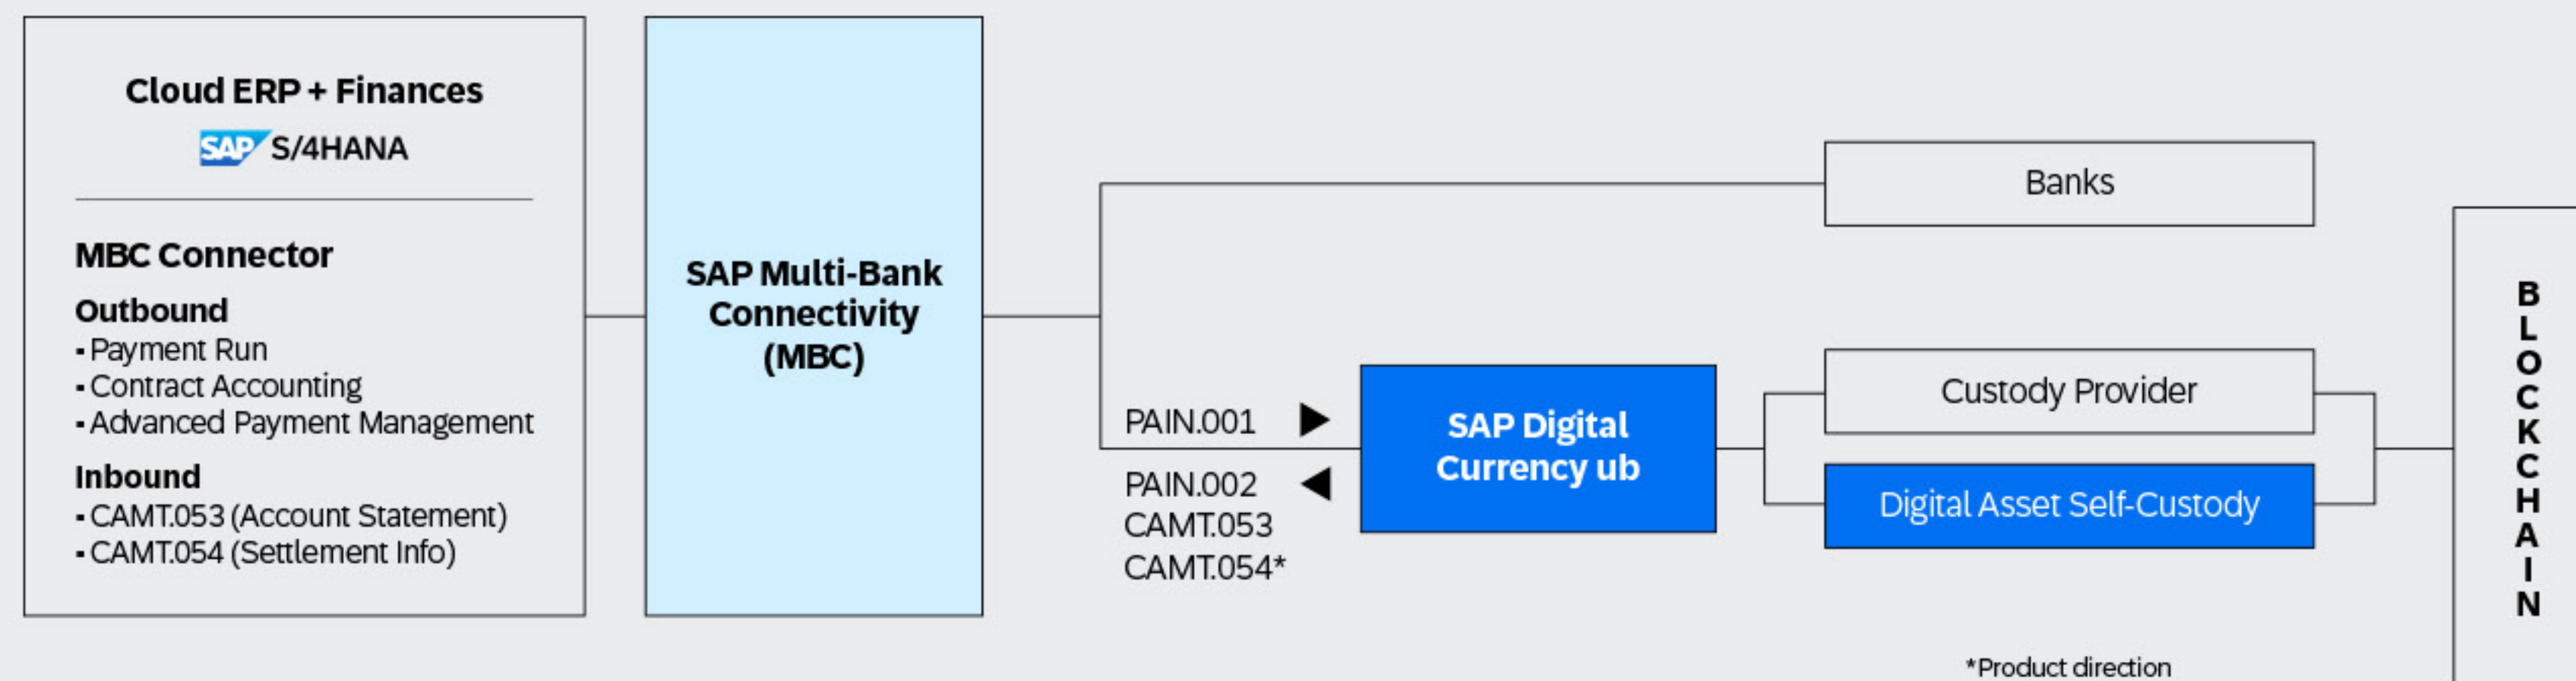 Cloud ERP + Finances
SAP S/4HANA
MBC Connector
Outbound
▪ Payment Run
▪ Contract Accounting
▪ Advanced Payment Management
Inbound
▪ CAMT.053 (Account Statement)
▪ CAMT.054 (Settlement Info)
SAP Multi-Bank
Connectivity
(MBC)
PAIN.001
PAIN.002
CAMT.053
CAMT.054*
SAP Digital
Currency ub
Banks
Custody Provider
Digital Asset Self-Custody
BLOCKCHAIN
*Product direction